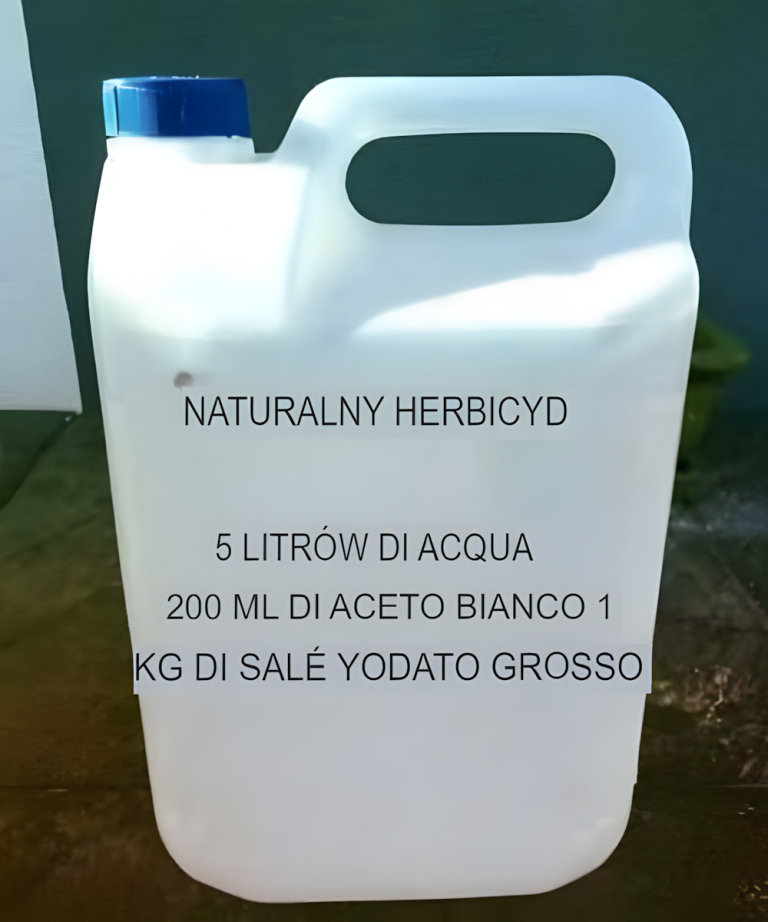 NATURALNY HERBICYD
5 LITRÓW DI ACQUA
200 ML DI ACETO BIANCO 1
KG DI SALÉ YODATO GROSSO